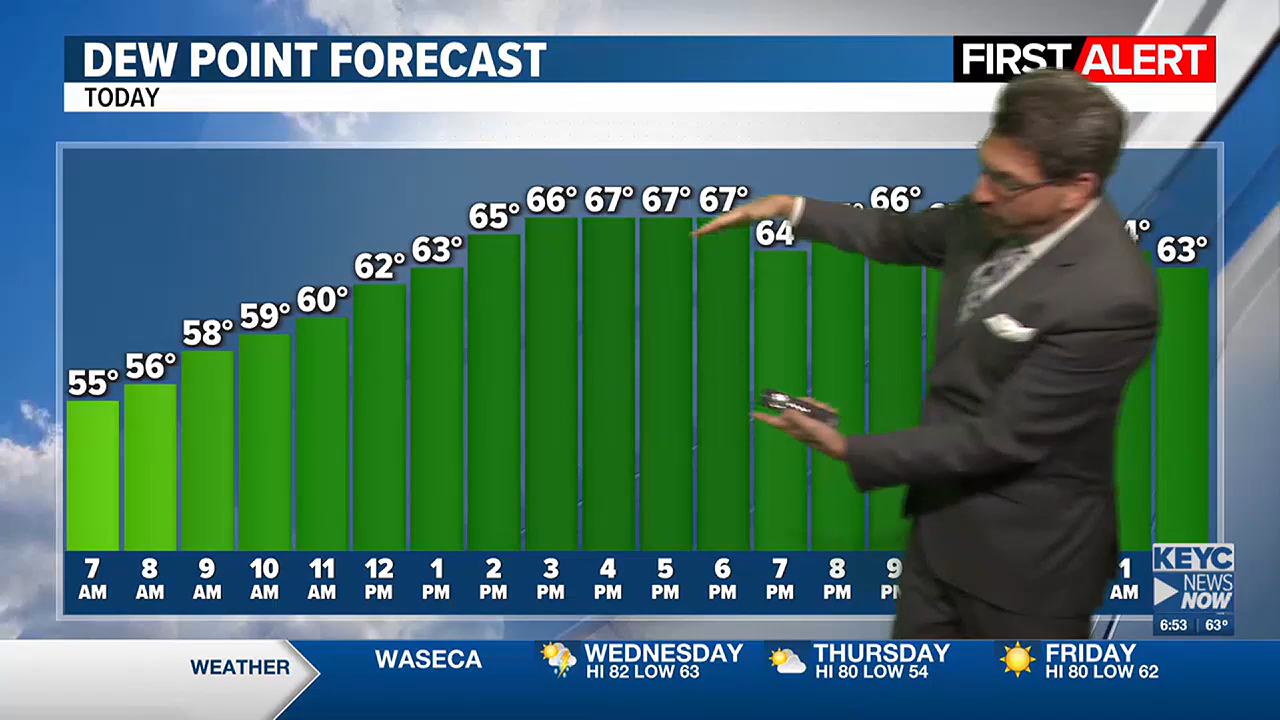 DEW POINT FORECAST
FIRST ALERT
TODAY
55° 56° 58° 59° 60° 62° 63° 65° 66° 67° 67° 67° 64 66° 63°
7 AM
8 AM
9 AM
10 AM
11 AM
12 PM
1 PM
2 PM
3 PM
4 PM
5 PM
6 PM
7 PM
8 PM
9
1 AM
KEYC
NEWS
NOW
6:53 63°
WEATHER
WASECA
WEDNESDAY
HI 82 LOW 63
THURSDAY
HI 80 LOW 54
FRIDAY
HI 80 LOW 62